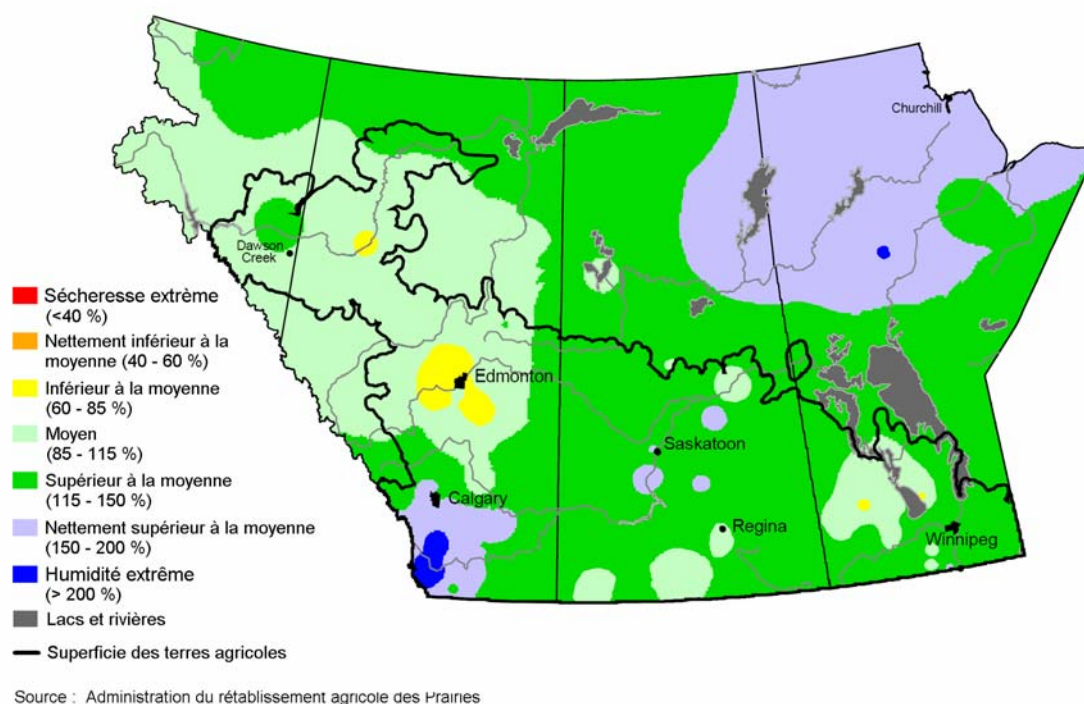 Churchill
Dawson
Creek
Edmonton
Saskatoon
Calgary
Regina
Winnipeg
Sécheresse extrème
(<40 %)
Nettement inférieur à la
moyenne (40 - 60 %)
Inférieur à la moyenne
(60 - 85 %)
Moyen
(85 - 115 %)
Supérieur à la moyenne
(115 - 150 %)
Nettement supérieur à la moyenne
(150 - 200 %)
Humidité extrême
(> 200 %)
Lacs et rivières
Superficie des terres agricoles
Source : Administration du rétablissement agricole des Prairies